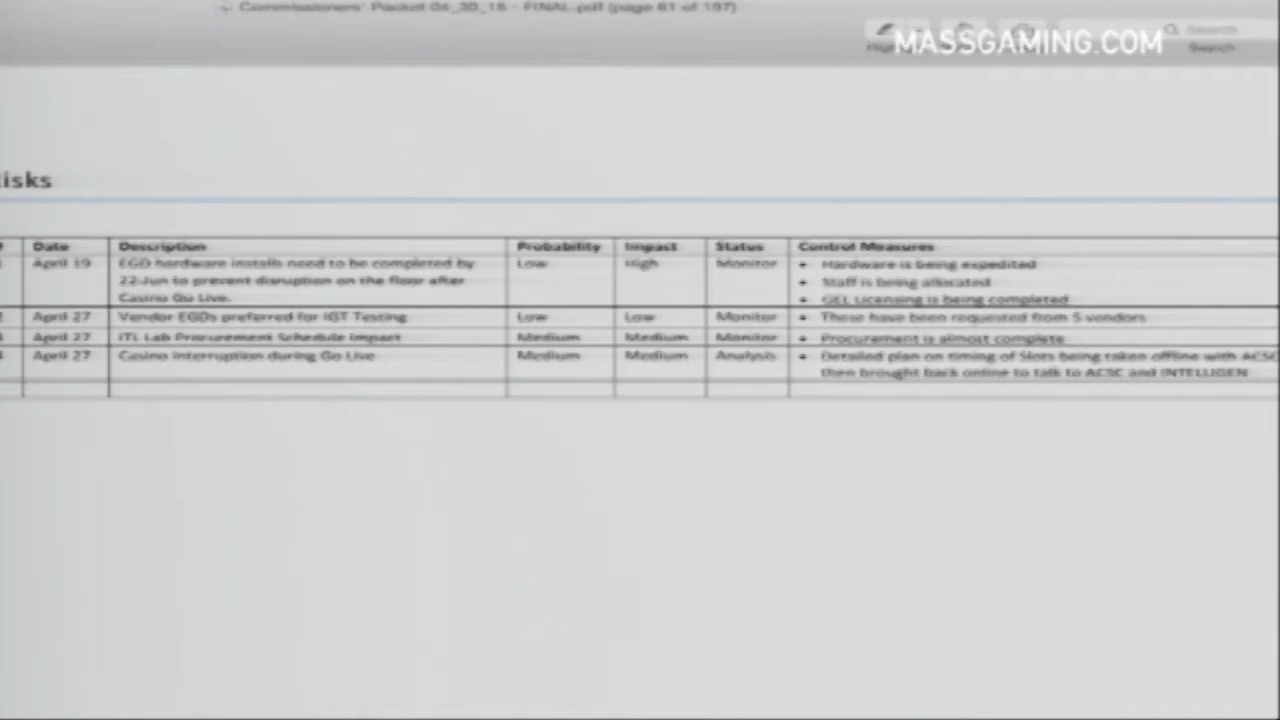 Commissioners' Packet 04_30_15 - FINAL.pdf (page 61 of 197)
MASSGAMING.COM
Search
Search
isks
Date Description Probability Impact Status Control Measures
April 19 EGD hardware installs need to be completed by Low High Monitor • Hardware is being expedited
22-Jun to prevent disruption on the floor after • Staff is being allocated
Casino Go Live. • GEL Licensing is being completed
April 27 Vendor EGDs preferred for IGT Testing Low Low Monitor • These have been requested from 5 vendors
April 27 ITL Lab Procurement Schedule Impact Medium Medium Monitor • Procurement is almost complete
April 27 Casino interruption during Go Live Medium Medium Analysis • Detailed plan on timing of Slots being taken offline with ACSC
then brought back online to talk to ACSC and INTELLIGEN